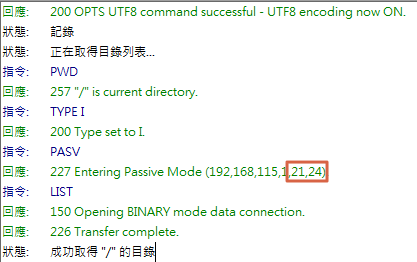 回應: 200 OPTS UTF8 command successful - UTF8 encoding now ON.
狀態: 記錄
狀態: 正在取得目錄列表...
指令: PWD
回應: 257 "/" is current directory.
指令: TYPE I
回應: 200 Type set to I.
指令: PASV
回應: 227 Entering Passive Mode (192,168,115,1,21,24)
指令: LIST
回應: 150 Opening BINARY mode data connection.
回應: 226 Transfer complete.
狀態: 成功取得 "/" 的目錄